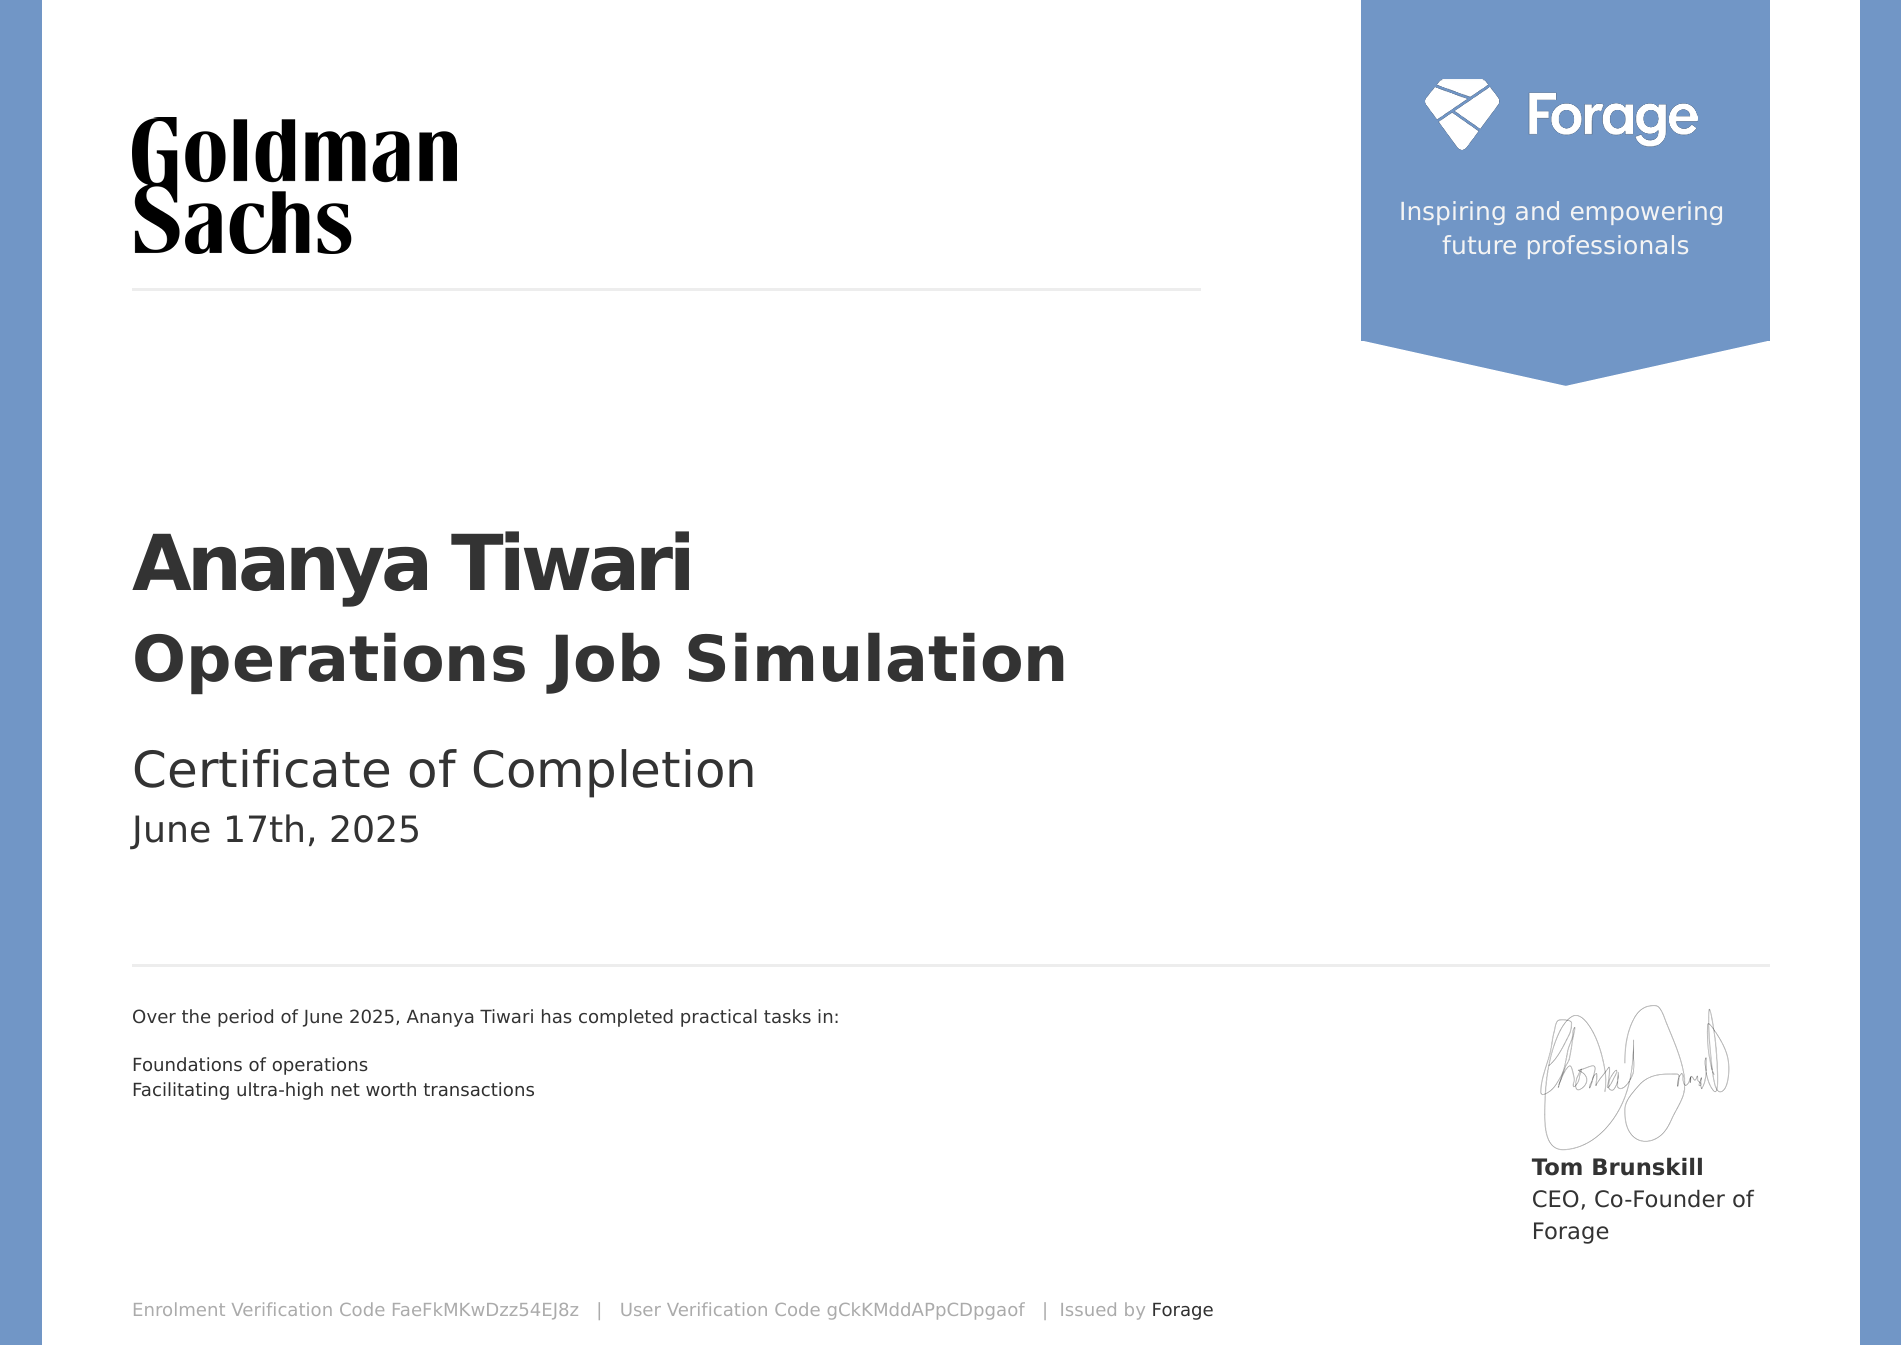 Goldman
Sachs
Forage
Inspiring and empowering
future professionals
Ananya Tiwari
Operations Job Simulation
Certificate of Completion
June 17th, 2025
Over the period of June 2025, Ananya Tiwari has completed practical tasks in:
Foundations of operations
Facilitating ultra-high net worth transactions
Tom Brunskill
CEO, Co-Founder of
Forage
Enrolment Verification Code FaeFkMKwDzz54EJ8z | User Verification Code gCkKMddAPpCDpgaof | Issued by Forage